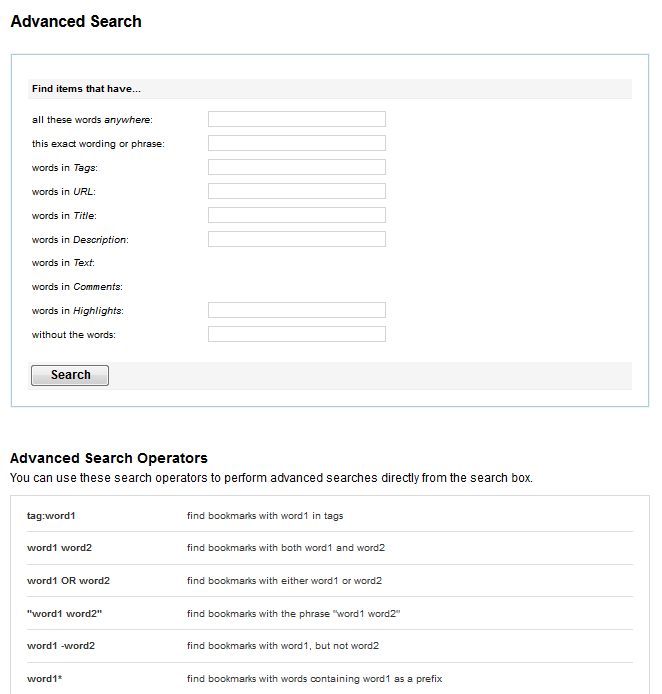 Advanced Search
Find items that have...
all these words anywhere:
this exact wording or phrase:
words in Tags:
words in URL:
words in Title:
words in Description:
words in Text:
words in Comments:
words in Highlights:
without the words:
Search
Advanced Search Operators
You can use these search operators to perform advanced searches directly from the search box.
tag:word1 find bookmarks with word1 in tags
word1 word2 find bookmarks with both word1 and word2
word1 OR word2 find bookmarks with either word1 or word2
"word1 word2" find bookmarks with the phrase "word1 word2"
word1 -word2 find bookmarks with word1, but not word2
word1* find bookmarks with words containing word1 as a prefix